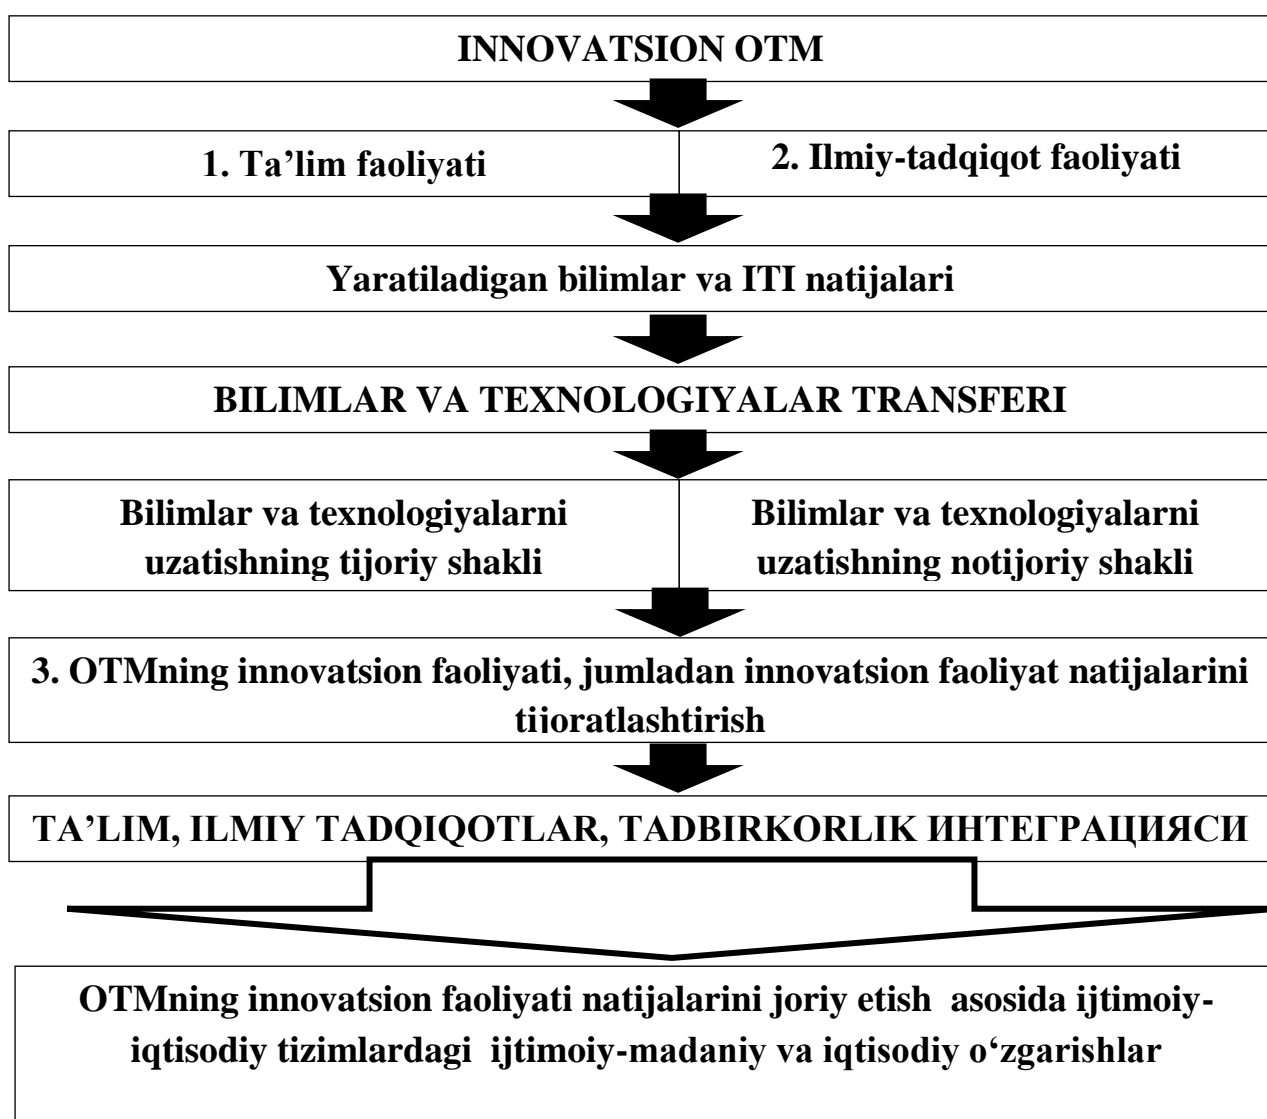 INNOVATSION OTM
1. Ta’lim faoliyati
2. Ilmiy-tadqiqot faoliyati
Yaratiladigan bilimlar va ITI natijalari
BILIMLAR VA TEXNOLOGIYALAR TRANSFERI
Bilimlar va texnologiyalarni
uzatishning tijoriy shakli
Bilimlar va texnologiyalarni
uzatishning notijoriy shakli
3. OTMning innovatsion faoliyati, jumladan innovatsion faoliyat natijalarini
tijoratlashtirish
TA’LIM, ILMIY TADQIQOTLAR, TADBIRKORLIK ИНТЕГРАЦИЯСИ
OTMning innovatsion faoliyati natijalarini joriy etish asosida ijtimoiy-
iqtisodiy tizimlardagi ijtimoiy-madaniy va iqtisodiy o‘zgarishlar